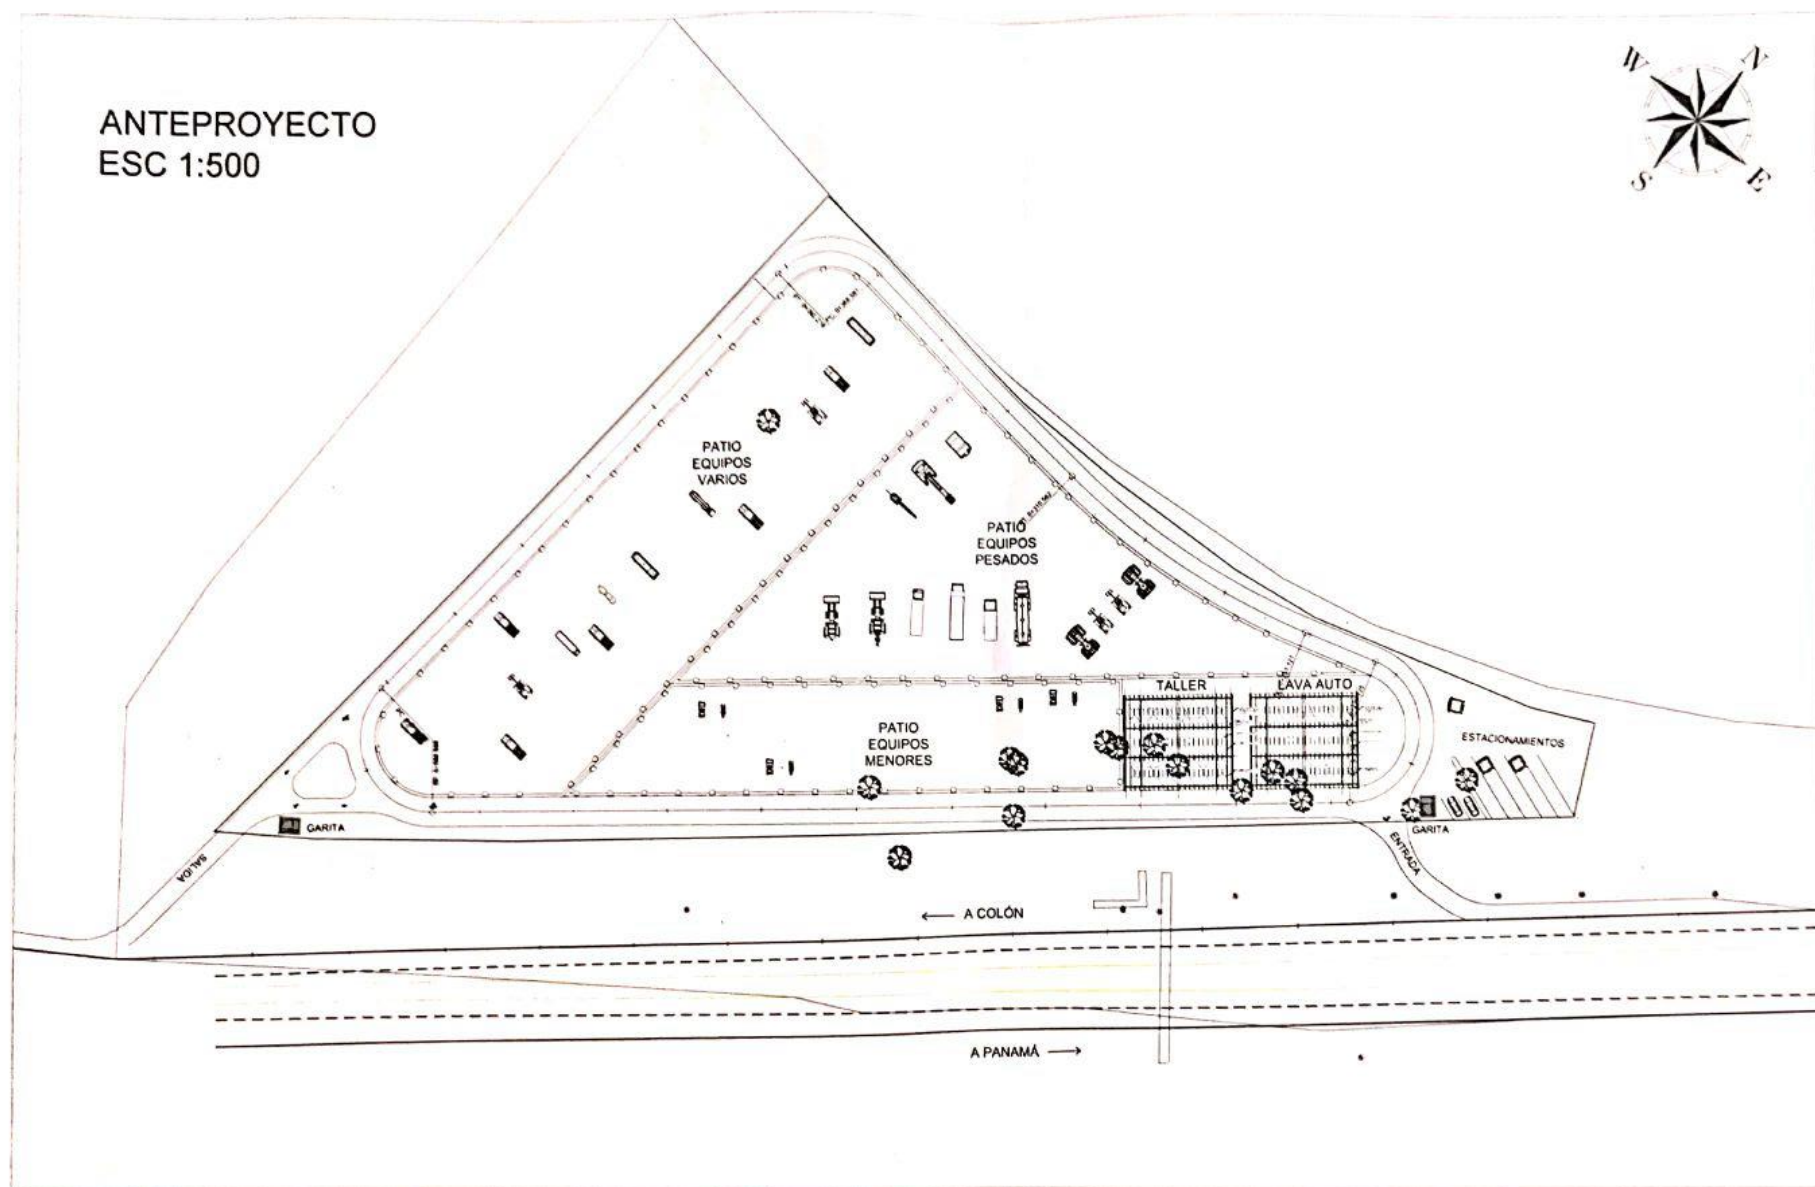 ANTEPROYECTO
ESC 1:500
W
N
S
E
PATIO
EQUIPOS
VARIOS
PATIO
EQUIPOS
PESADOS
TALLER
LAVA AUTO
PATIO
EQUIPOS
MENORES
ESTACIONAMIENTOS
GARITA
GARITA
SALIDA
ENTRADA
← A COLÓN
A PANAMÁ →